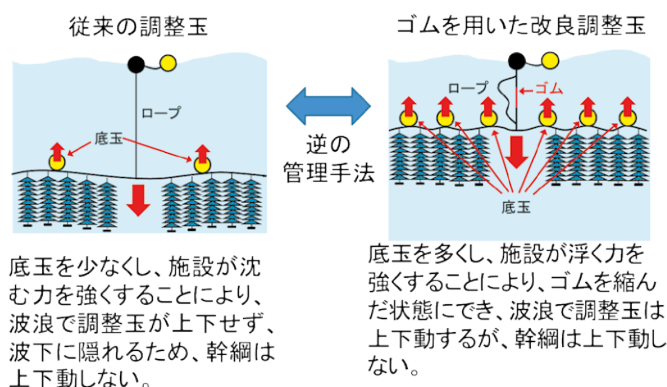 従来の調整玉
ロープ
底玉
底玉を少なくし、施設が沈
む力を強くすることにより、
波浪で調整玉が上下せず、
波下に隠れるため、幹綱は
上下動しない。
逆の
管理手法
ゴムを用いた改良調整玉
ロープ
ゴム
底玉
底玉を多くし、施設が浮く力を
強くすることにより、ゴムを縮ん
だ状態にでき、波浪で調整玉は
上下動するが、幹綱は上下動し
ない。